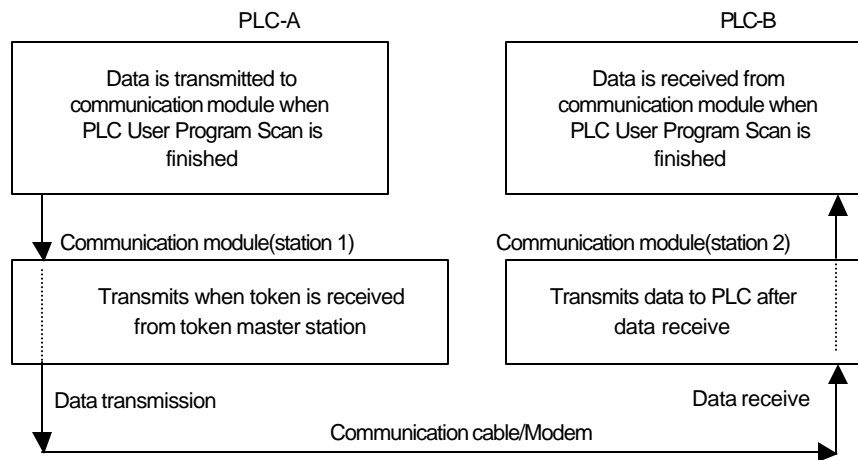 PLC-A
PLC-B
Data is transmitted to
communication module when
PLC User Program Scan is
finished
Data is received from
communication module when
PLC User Program Scan is
finished
Communication module(station 1)
Communication module(station 2)
Transmits when token is received
from token master station
Transmits data to PLC after
data receive
Data transmission
Data receive
Communication cable/Modem